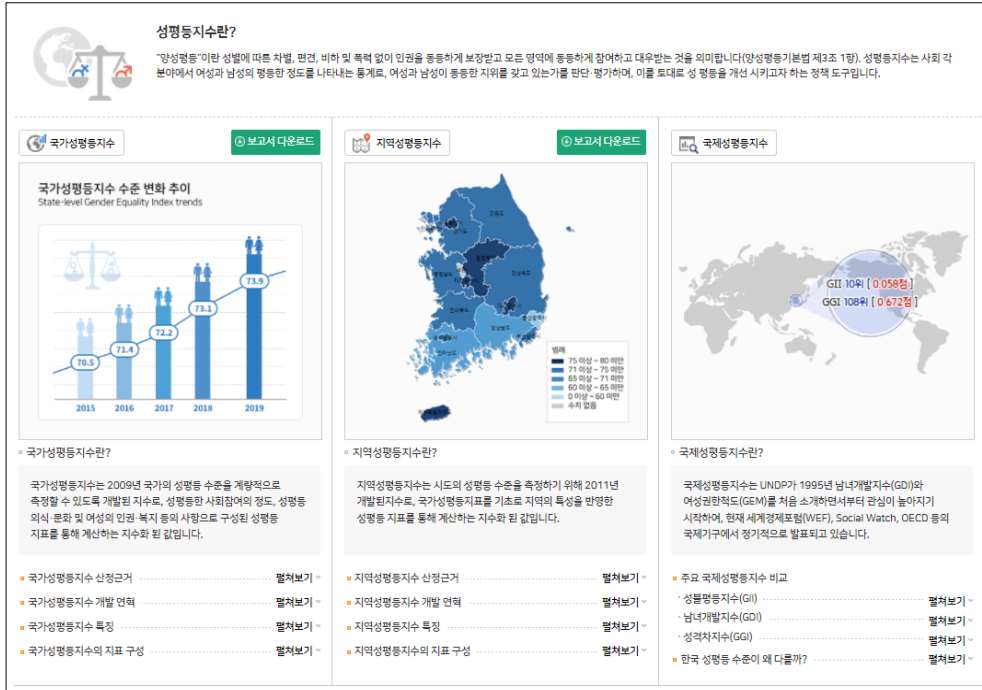 성평등지수란?
"양성평등"이란 성별에 따른 차별, 편견, 비하 및 폭력 없이 인권을 동등하게 보장받고 모든 영역에 동등하게 참여하고 대우받는 것을 의미합니다(양성평등기본법 제3조 1항). 성평등지수는 사회 각
분야에서 여성과 남성의 평등한 정도를 나타내는 통계로, 여성과 남성이 동등한 지위를 갖고 있는가를 판단·평가하며, 이를 토대로 성 평등을 개선 시키고자 하는 정책 도구입니다.
국가성평등지수
보고서 다운로드
국가성평등지수 수준 변화 추이
State-level Gender Equality Index trends
70.5
71.4
72.2
73.1
73.9
2015 2016 2017 2018 2019
국가성평등지수란?
국가성평등지수는 2009년 국가의 성평등 수준을 계량적으로
측정할 수 있도록 개발된 지수로, 성평등한 사회참여의 정도, 성평등
의식·문화 및 여성의 인권·복지 등의 사항으로 구성된 성평등
지표를 통해 계산하는 지수화 된 값입니다.
국가성평등지수 산정근거 펼쳐보기
국가성평등지수 개발 연혁 펼쳐보기
국가성평등지수 특징 펼쳐보기
국가성평등지수의 지표 구성 펼쳐보기
지역성평등지수
보고서 다운로드
강원도
경기도
충청남도
경상북도
전라북도
경상남도
전라남도
울산광역시
범례
75 이상 ~ 80 미만
71 이상 ~ 75 미만
65 이상 ~ 71 미만
60 이상 ~ 65 미만
0 이상 ~ 60 미만
수치 없음
지역성평등지수란?
지역성평등지수는 시도의 성평등 수준을 측정하기 위해 2011년
개발된지수로, 국가성평등지표를 기초로 지역의 특성을 반영한
성평등 지표를 통해 계산하는 지수화 된 값입니다.
지역성평등지수 산정근거 펼쳐보기
지역성평등지수 개발 연혁 펼쳐보기
지역성평등지수 특징 펼쳐보기
지역성평등지수의 지표 구성 펼쳐보기
국제성평등지수
GII 10위 [ 0.058점 ]
GGI 108위 [ 0.672점 ]
국제성평등지수란?
국제성평등지수는 UNDP가 1995년 남녀개발지수(GDI)와
여성권한척도(GEM)를 처음 소개하면서부터 관심이 높아지기
시작하여, 현재 세계경제포럼(WEF), Social Watch, OECD 등의
국제기구에서 정기적으로 발표되고 있습니다.
주요 국제성평등지수 비교
· 성불평등지수(GII) 펼쳐보기
· 남녀개발지수(GDI) 펼쳐보기
· 성격차지수(GGI) 펼쳐보기
한국 성평등 수준이 왜 다를까? 펼쳐보기